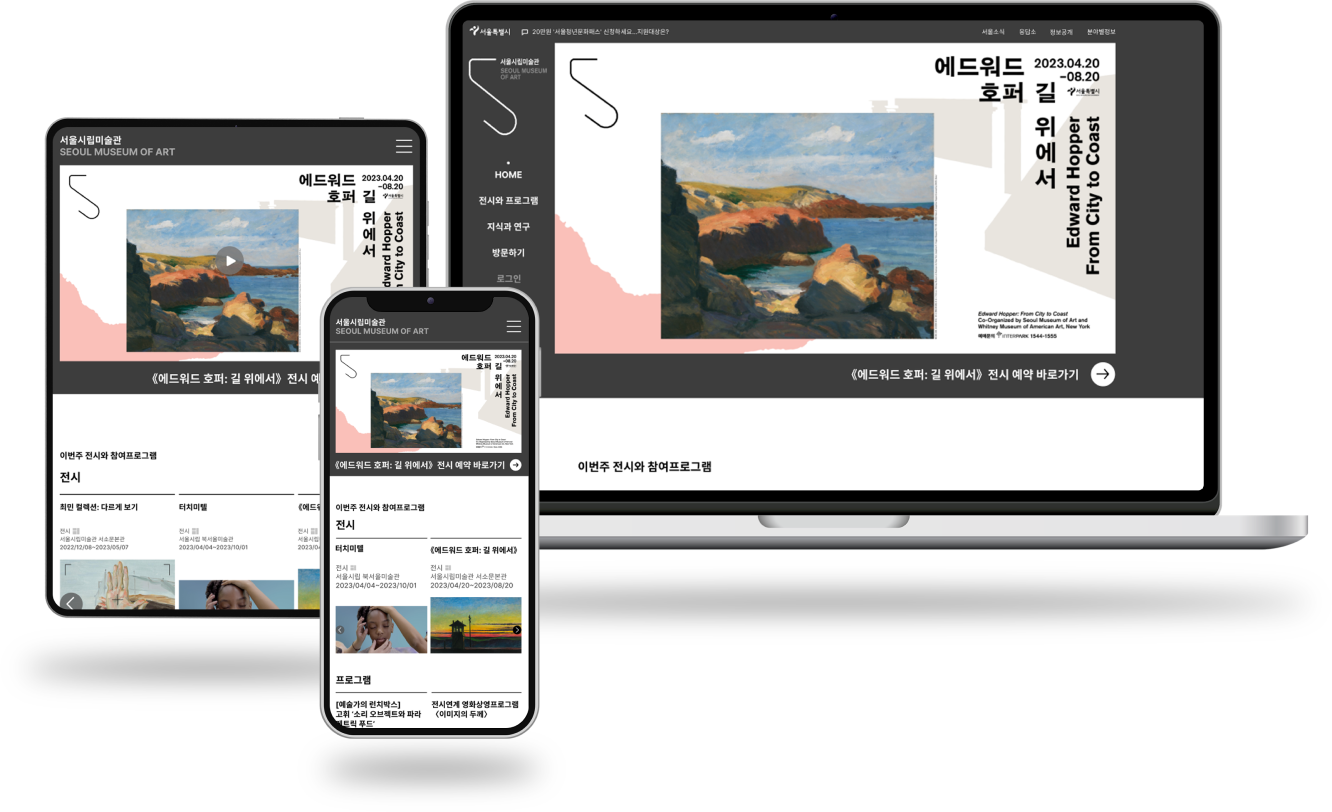 서울특별시
20만원 '서울청년문화패스' 신청하세요...지원대상은?
서울소식 응답소 정보공개 분야별정보
서울시립미술관
SEOUL MUSEUM
OF ART
HOME
전시와 프로그램
지식과 연구
방문하기
로그인
에드워드
호퍼 길
위에서
2023.04.20
-08.20
서울특별시
Edward Hopper
From City to Coast
Edward Hopper: From City to Coast
Co-Organized by Seoul Museum of Art and
Whitney Museum of American Art, New York
예매문의 INTERPARK 1544-1555
《에드워드 호퍼: 길 위에서》 전시 예약 바로가기
이번주 전시와 참여프로그램
서울시립미술관
SEOUL MUSEUM OF ART
에드워드
호퍼 길
위에서
2023.04.20
-08.20
서울특별시
dward Hopper
m City to Coast
《에드워드 호퍼: 길 위에서》 전시 예
이번주 전시와 참여프로그램
전시
최민 컬렉션: 다르게 보기
전시
서울시립미술관 서소문본관
2022/12/08~2023/05/07
터치미텔
전시
서울시립 북서울미술관
2023/04/04~2023/10/01
《에드워
전시
서울시립
2023/04
서울시립미술관
SEOUL MUSEUM OF ART
에드워드
호퍼 길
위에서
2023.04.20
-08.20
Edward Hopper
From City to Coast
《에드워드 호퍼: 길 위에서》 전시 예약 바로가기
이번주 전시와 참여프로그램
전시
터치미텔
전시
서울시립 북서울미술관
2023/04/04~2023/10/01
《에드워드 호퍼: 길 위에서》
전시
서울시립미술관 서소문본관
2023/04/20~2023/08/20
프로그램
[예술가의 런치박스]
고휘 '소리 오브젝트와 파라
메트릭 푸드'
전시연계 영화상영프로그램
〈이미지의 두께〉